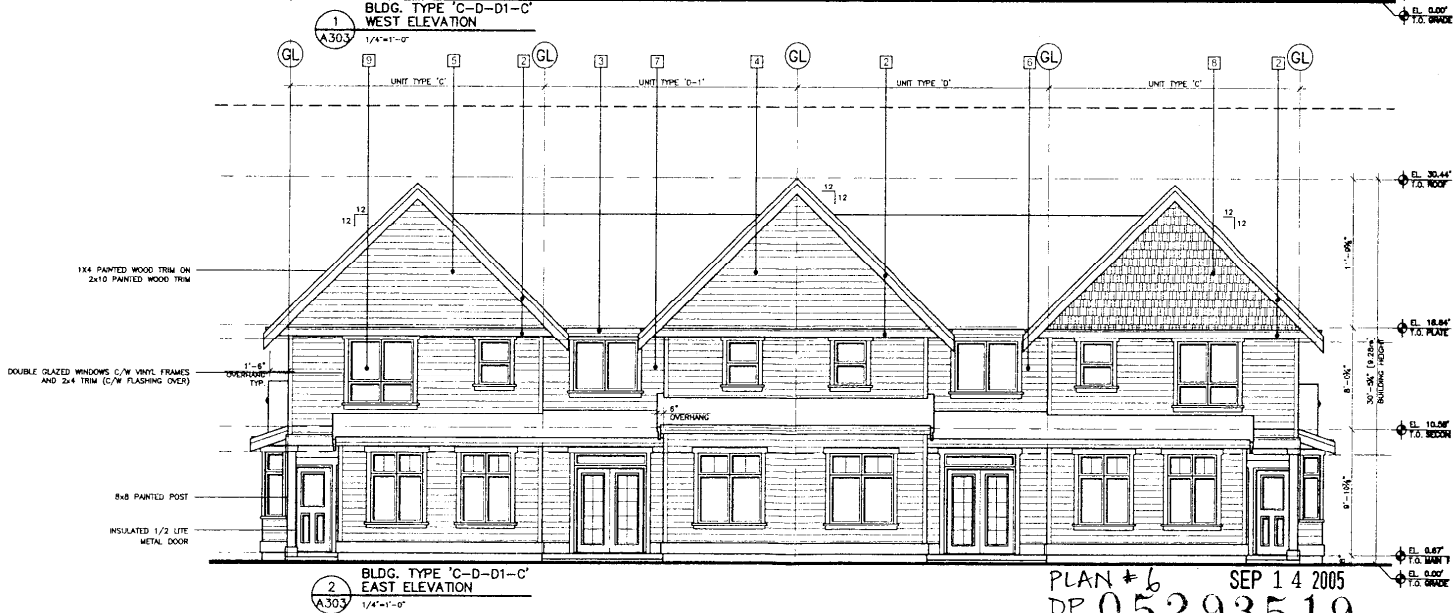 BLDG. TYPE 'C-D-D1-C'
1 WEST ELEVATION
A303 1/4"=1'-0"
EL. 0.00'
T.O. GRADE
GL 9 5 2 GL 3 7 4 GL 2 6 GL 8 2 GL
UNIT TYPE 'C' UNIT TYPE 'D-1' UNIT TYPE 'D' UNIT TYPE 'C'
EL. 30.44'
T.O. ROOF
12 12 12
12 12 12
1X4 PAINTED WOOD TRIM ON
2x10 PAINTED WOOD TRIM
EL. 18.64'
T.O. PLATE
DOUBLE GLAZED WINDOWS C/W VINYL FRAMES
AND 2x4 TRIM (C/W FLASHING OVER)
1'-6"
OVERHANG
TYP.
BUILDING HEIGHT
6"
OVERHANG
EL. 10.58'
T.O. SECON
8x8 PAINTED POST
INSULATED 1/2 LITE
METAL DOOR
EL. 0.67'
T.O. MAIN F
EL. 0.00'
T.O. GRADE
BLDG. TYPE 'C-D-D1-C'
2 EAST ELEVATION
A303 1/4"=1'-0"
PLAN # 6 SEP 14 2005
DP 05293519